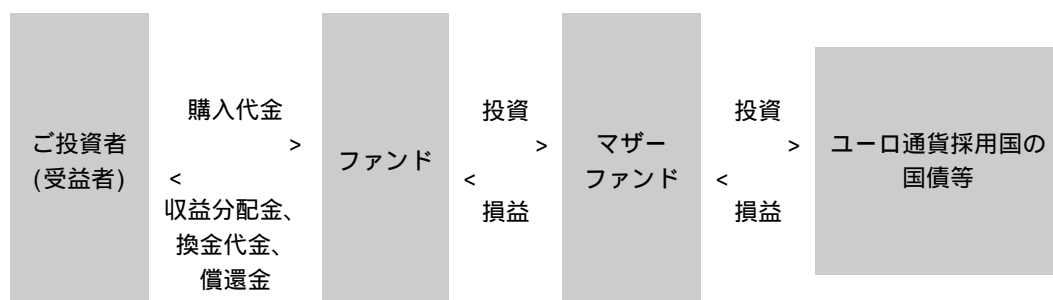 ご投資者
(受益者)
購入代金
>
<
収益分配金、
換金代金、
償還金
ファンド
投資
>
<
損益
マザー
ファンド
投資
>
<
損益
ユーロ通貨採用国の
国債等